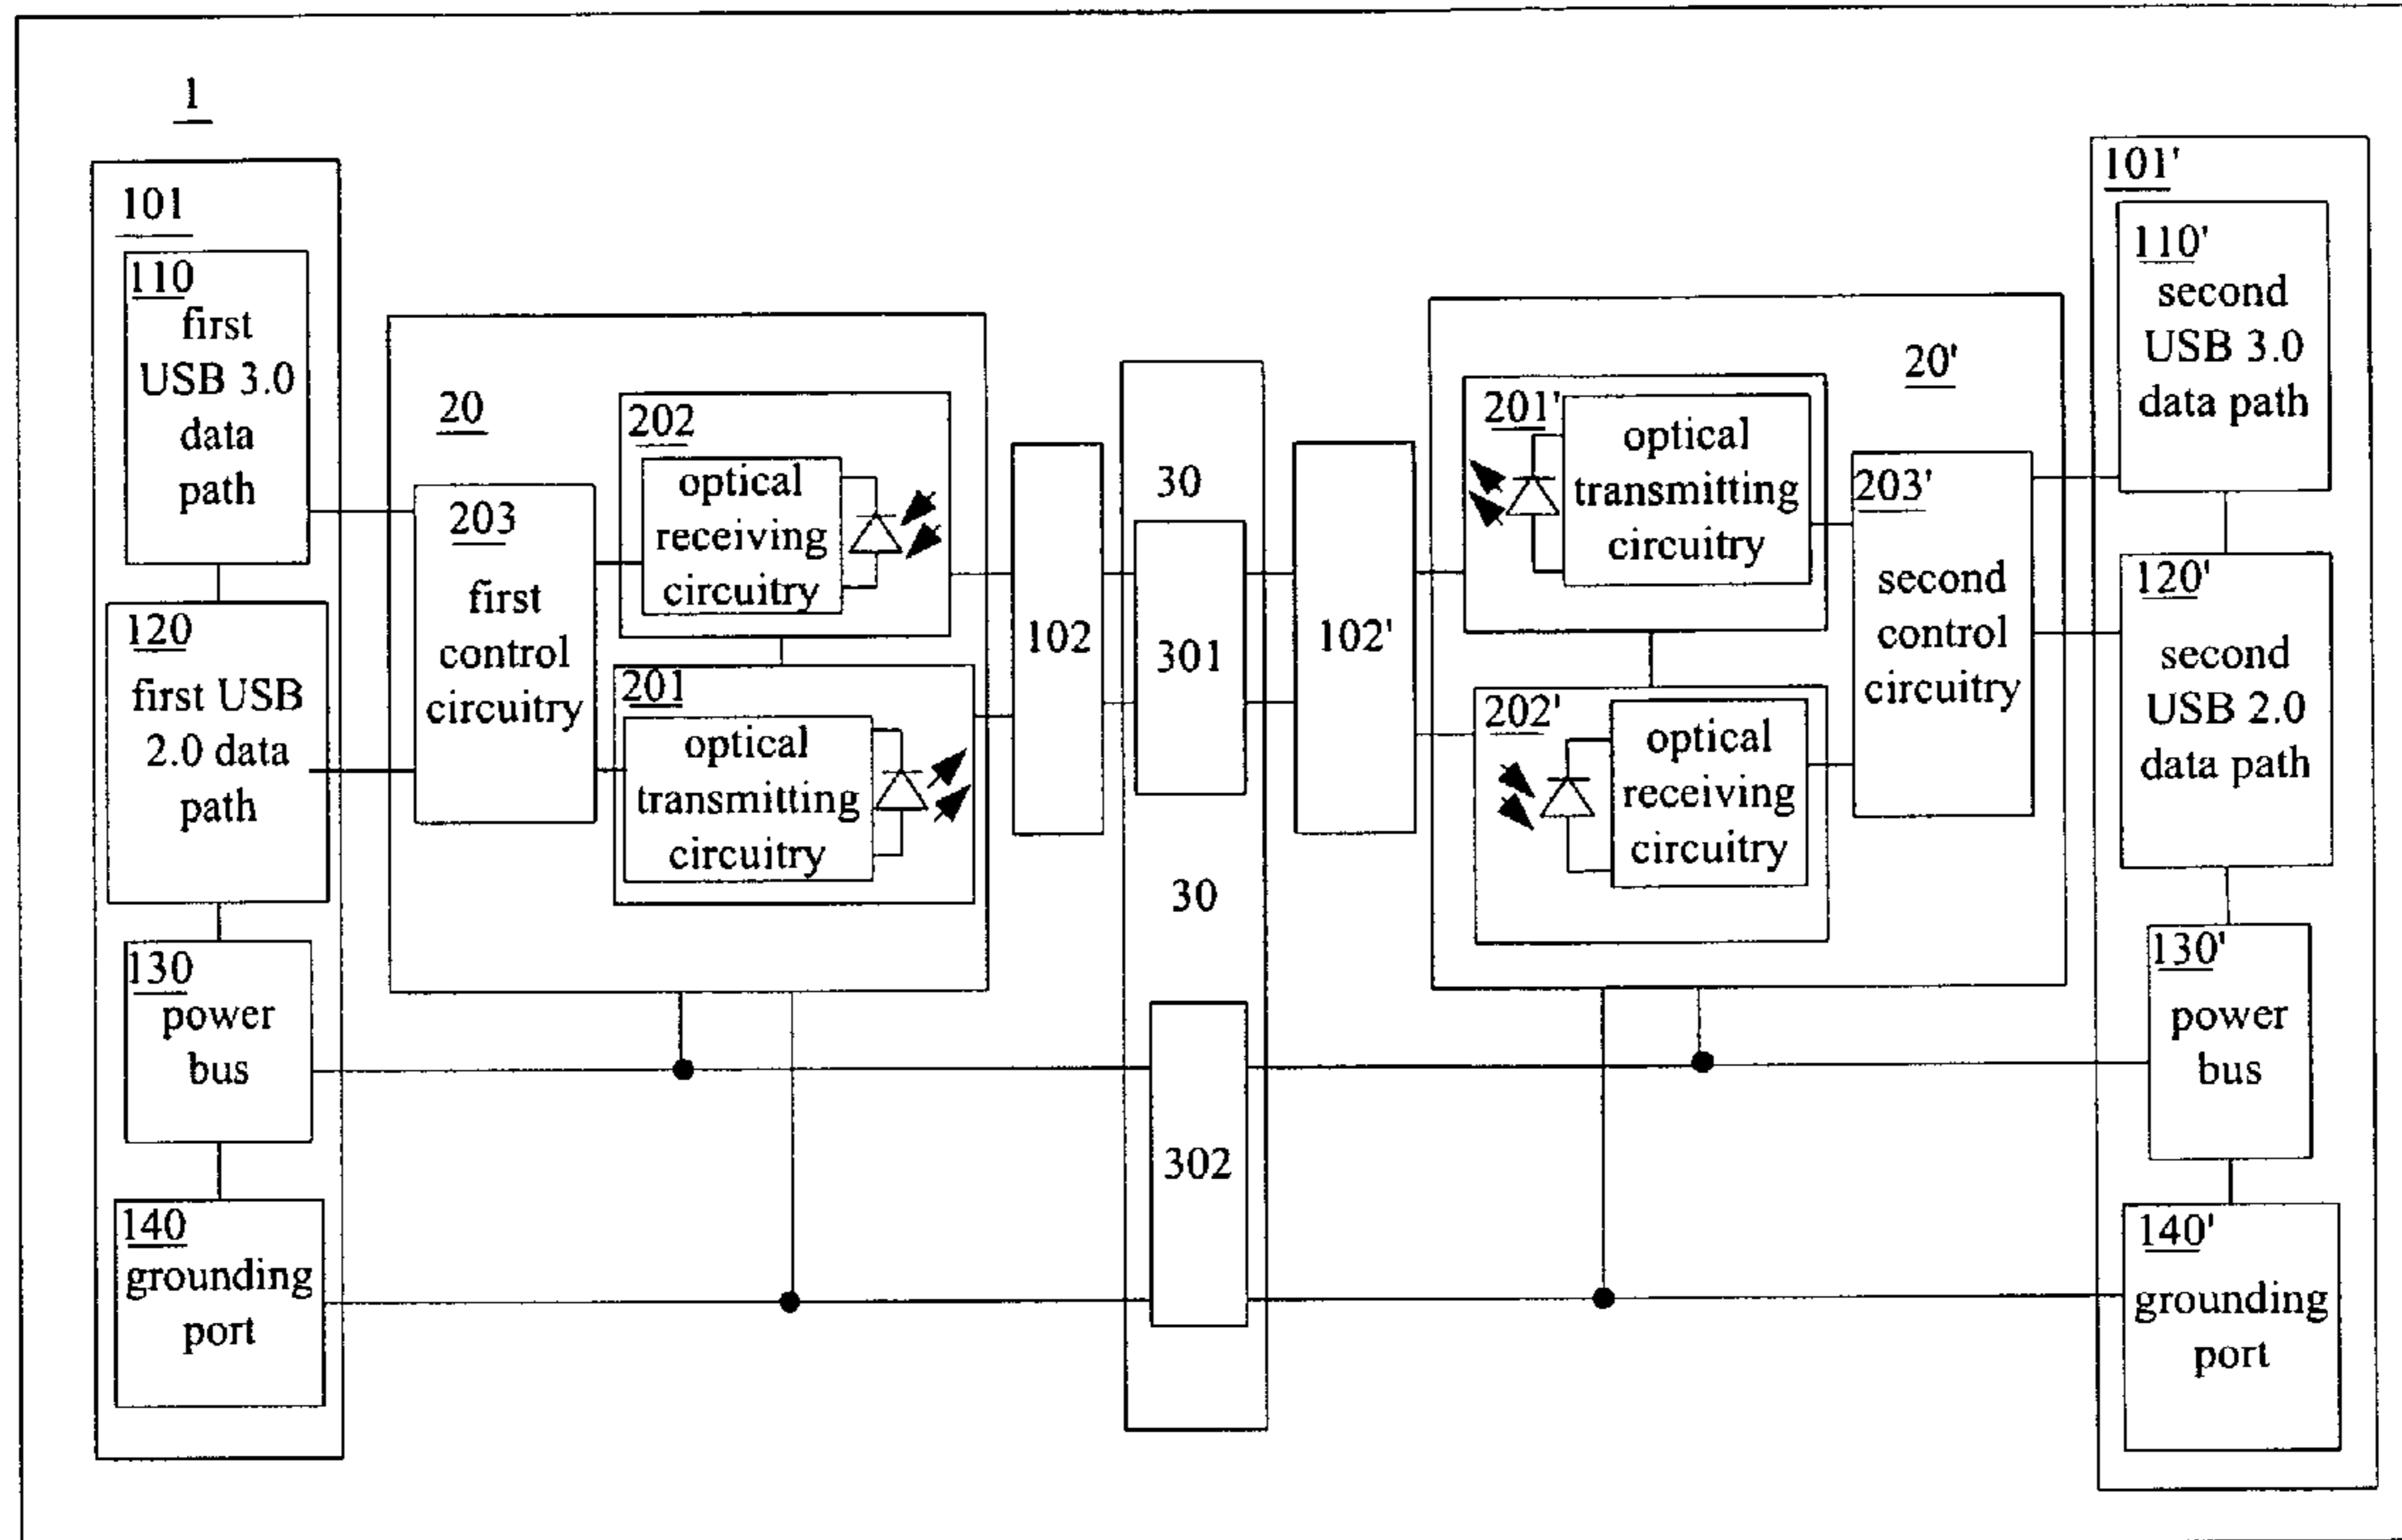 1
101
110
first
USB 3.0
data
path
120
first USB
2.0 data
path
130
power
bus
140
grounding
port
20
203
first
control
circuitry
202
optical
receiving
circuitry
201
optical
transmitting
circuitry
102
30
301
30
302
102'
20'
201'
optical
transmitting
circuitry
202'
optical
receiving
circuitry
203'
second
control
circuitry
101'
110'
second
USB 3.0
data path
120'
second
USB 2.0
data path
130'
power
bus
140'
grounding
port